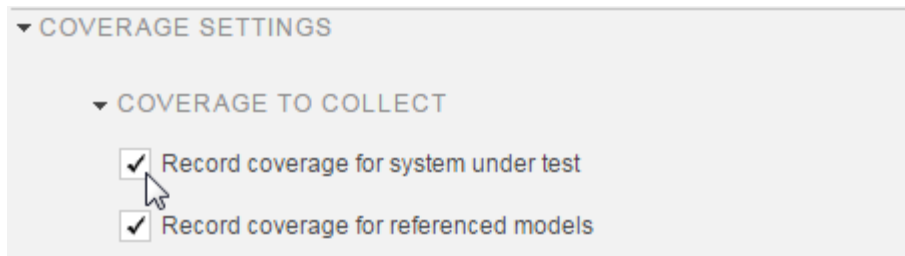 COVERAGE SETTINGS
COVERAGE TO COLLECT
Record coverage for system under test
Record coverage for referenced models